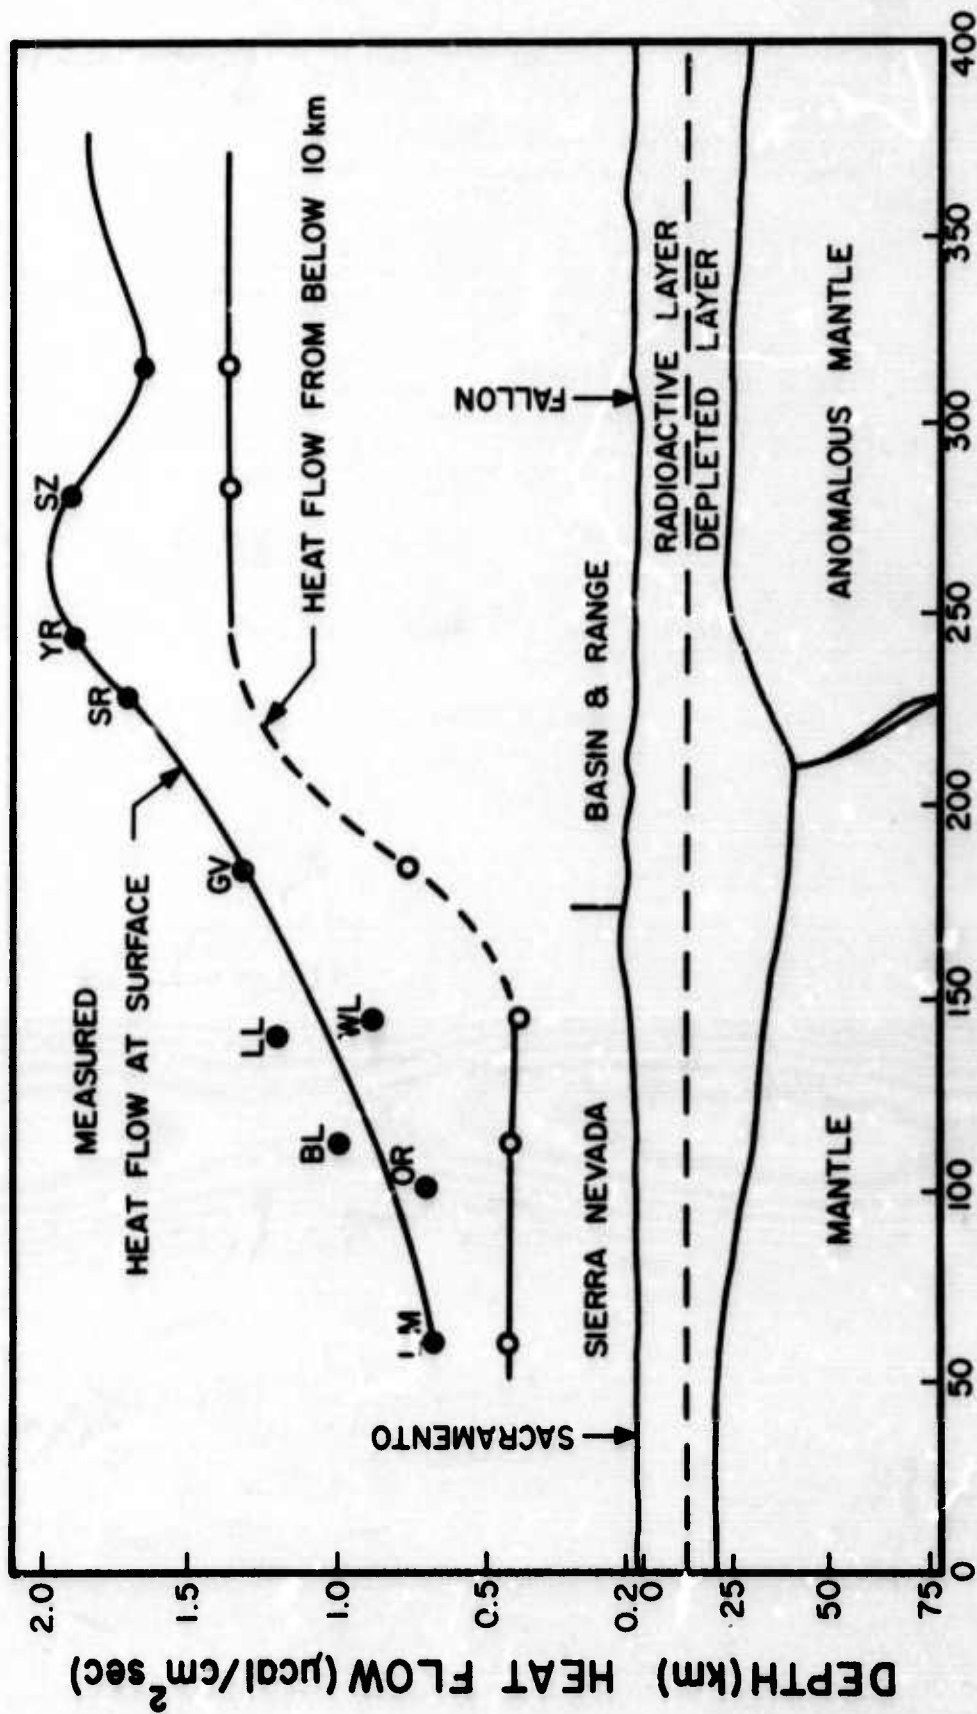 DEPTH (km) HEAT FLOW (μcal/cm² sec)
2.0
1.5
1.0
0.5
0.2
0
25
50
75
MEASURED
HEAT FLOW AT SURFACE
HEAT FLOW FROM BELOW 10 km
BL
OR
LL
WL
GV
SR
YR
SZ
SACRAMENTO
SIERRA NEVADA
BASIN & RANGE
FALLON
RADIOACTIVE LAYER
DEPLETED LAYER
MANTLE
ANOMALOUS MANTLE
0
50
100
150
200
250
300
350
400